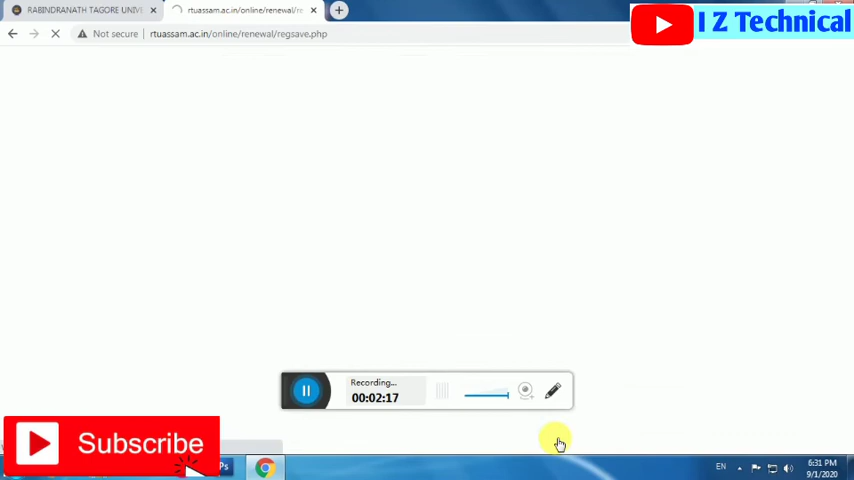 RABINDRANATH TAGORE UNIVE
rtuassam.ac.in/online/renewal/re
I Z Technical
Not secure
rtuassam.ac.in/online/renewal/regsave.php
Recording...
00:02:17
Subscribe
Ps
EN
6:31 PM
9/1/2020